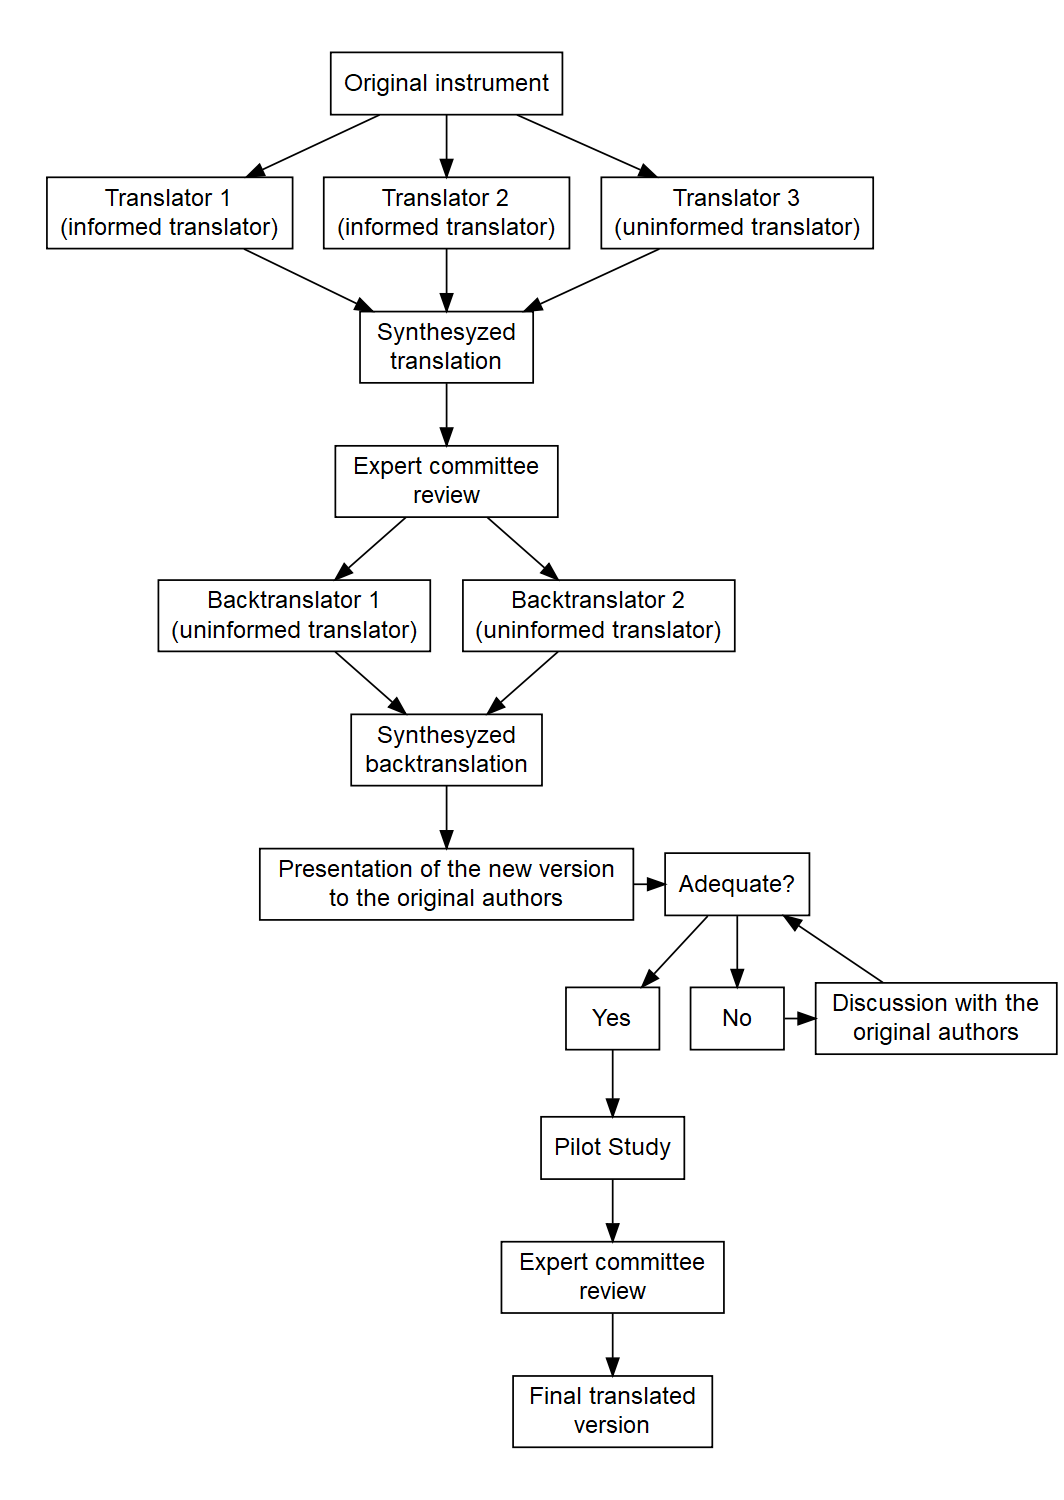 Original instrument
Translator 1
(informed translator)
Translator 2
(informed translator)
Translator 3
(uninformed translator)
Synthesyzed
translation
Expert committee
review
Backtranslator 1
(uninformed translator)
Backtranslator 2
(uninformed translator)
Synthesyzed
backtranslation
Presentation of the new version
to the original authors
Adequate?
Yes
No
Discussion with the
original authors
Pilot Study
Expert committee
review
Final translated
version